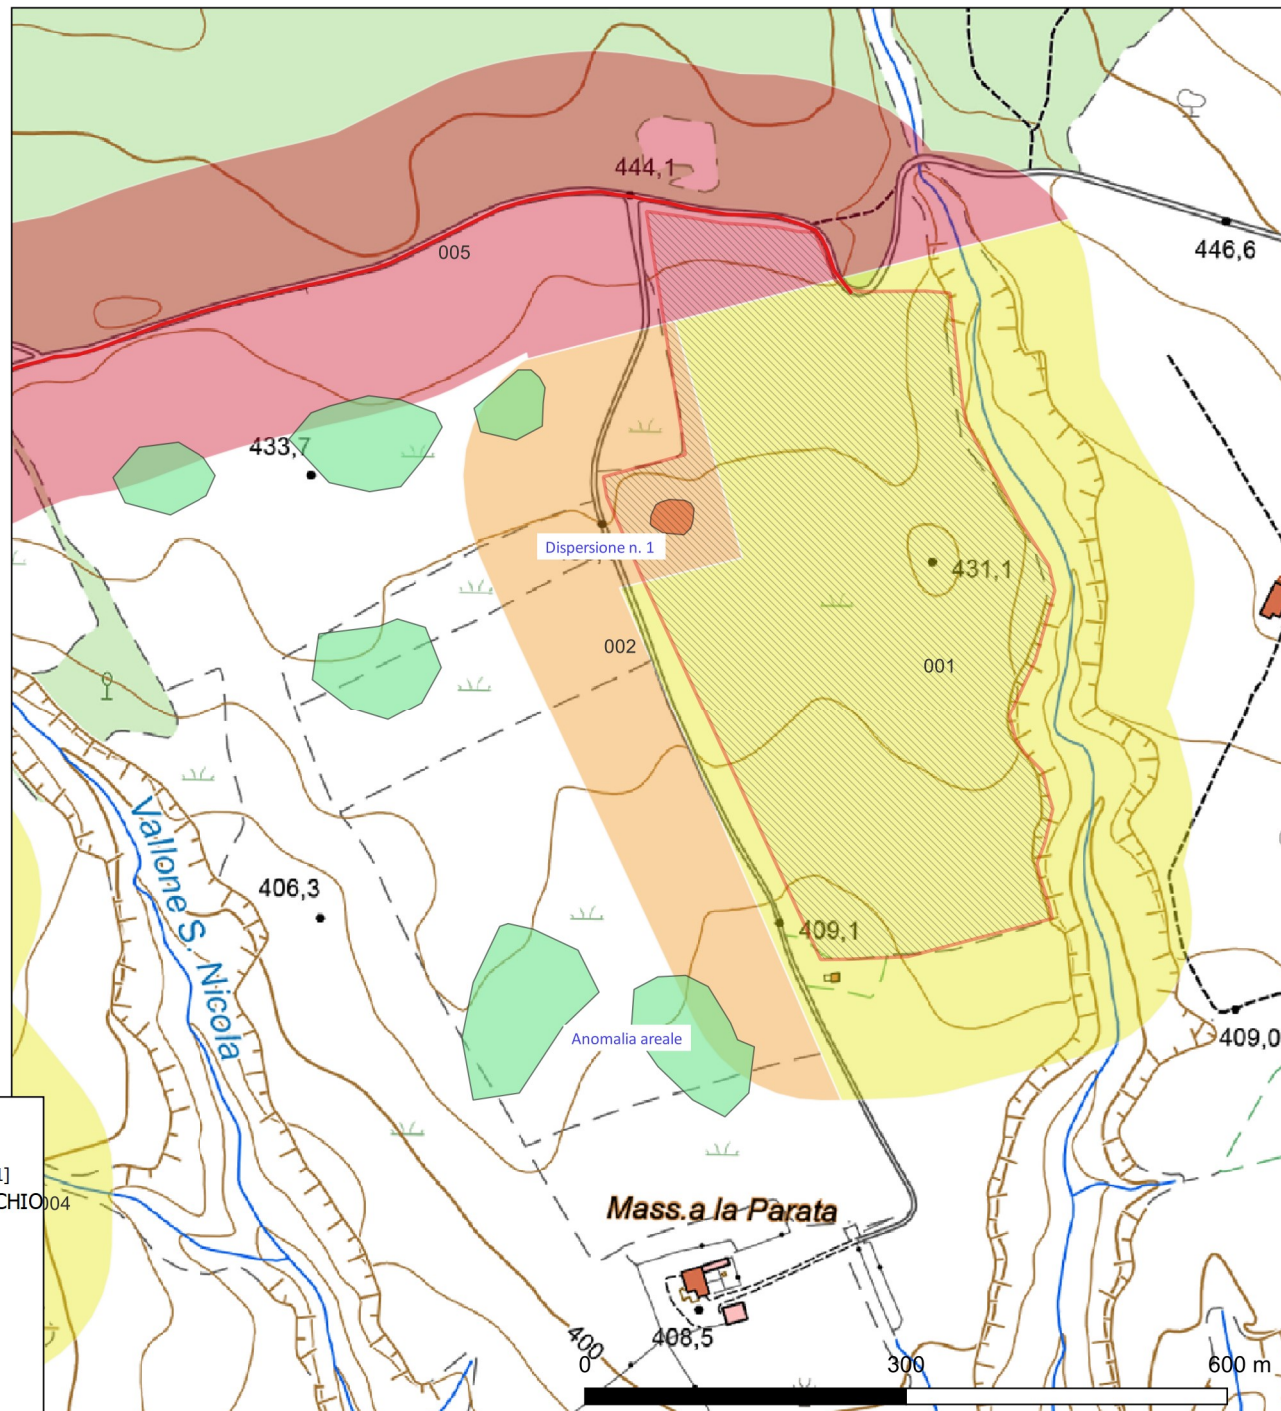 444,1
005
446,6
433,7
Dispersione n. 1
431,1
002
001
Vallone S. Nicola
406,3
409,1
409,0
Anomalia areale
1]
CHIO
004
Mass.a la Parata
408,5
400
0 300 600 m